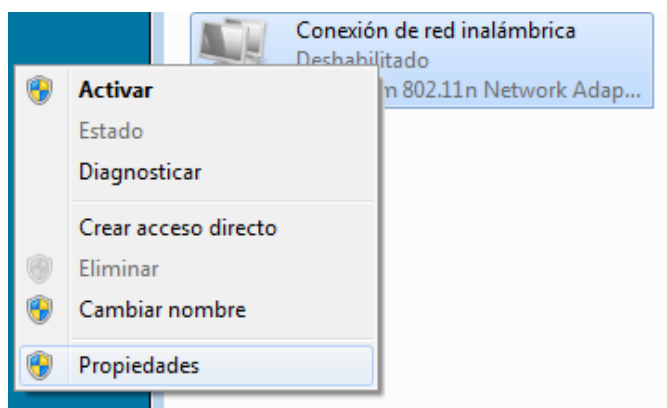 Conexión de red inalámbrica
Deshabilitado
802.11n Network Adap...
Activar
Estado
Diagnosticar
Crear acceso directo
Eliminar
Cambiar nombre
Propiedades